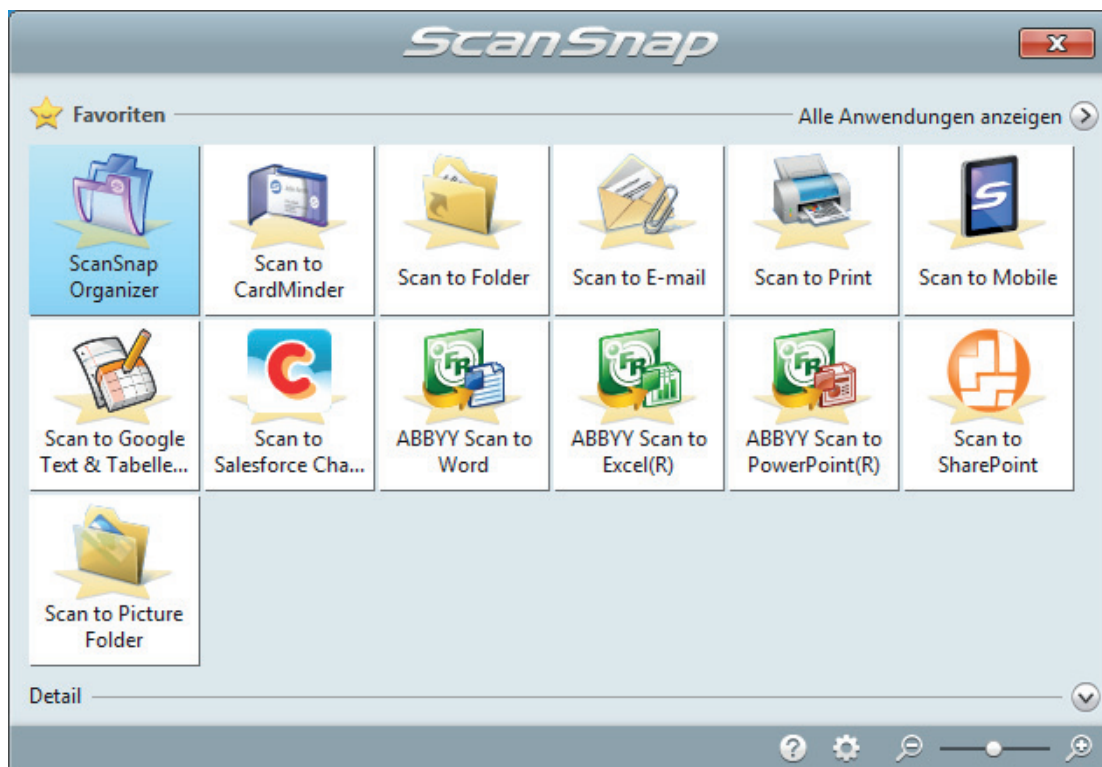 ScanSnap
Favoriten
Alle Anwendungen anzeigen
ScanSnap
Organizer
Scan to
CardMinder
Scan to Folder
Scan to E-mail
Scan to Print
Scan to Mobile
Scan to Google
Text & Tabelle...
Scan to
Salesforce Cha...
ABBYY Scan to
Word
ABBYY Scan to
Excel(R)
ABBYY Scan to
PowerPoint(R)
Scan to
SharePoint
Scan to Picture
Folder
Detail